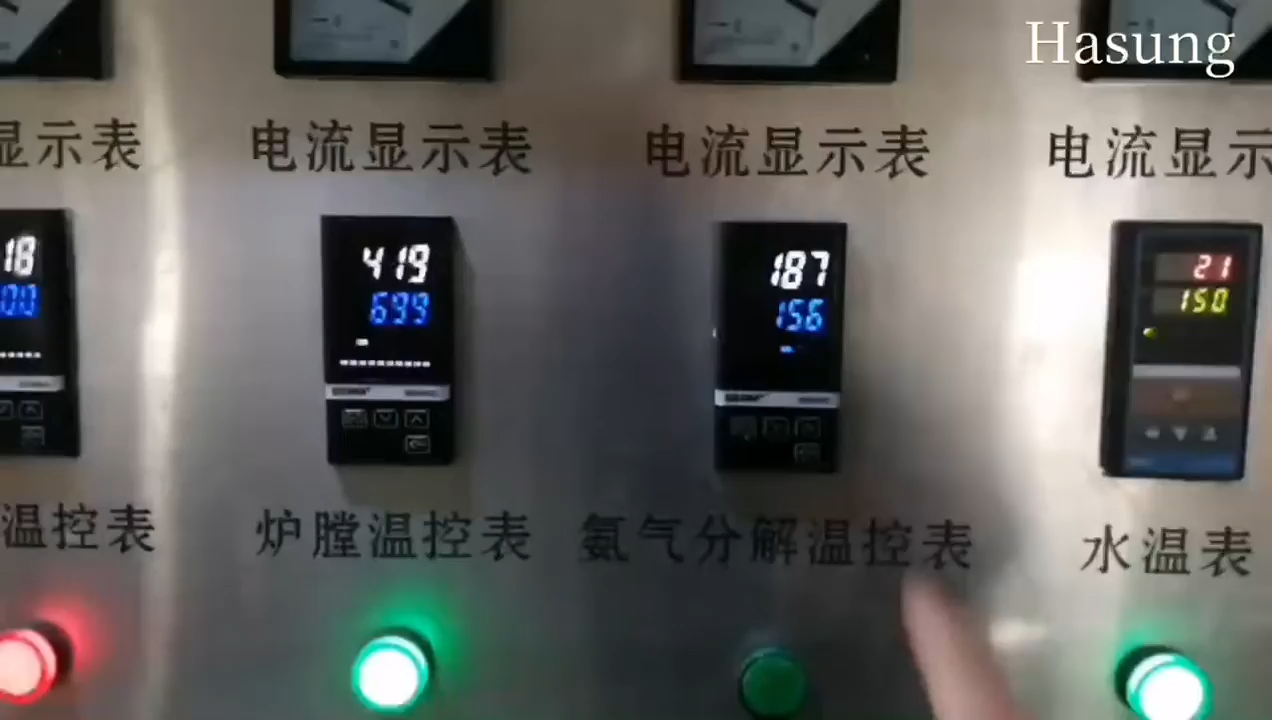 Hasung
显示表 电流显示表 电流显示表 电流显示
18 419 187 21
00 699 156 150
温控表 炉膛温控表 氨气分解温控表 水温表